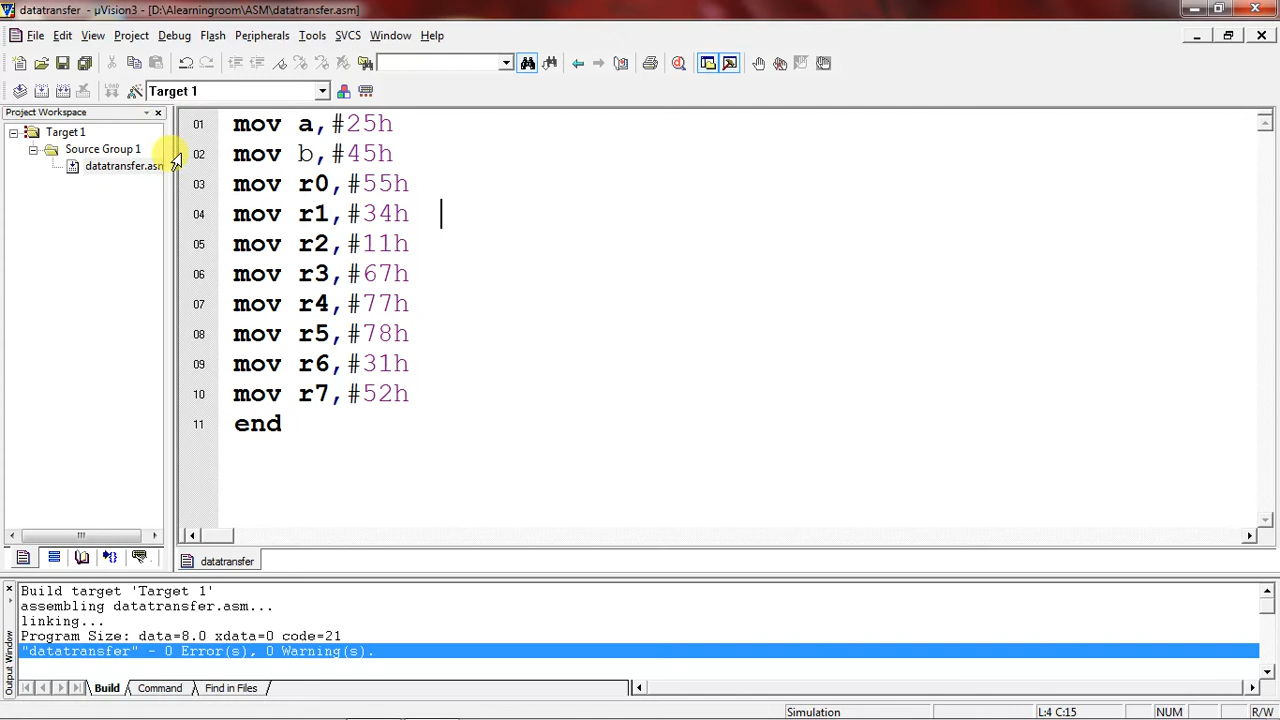 datatransfer - µVision3 - [D:\Alearningroom\ASM\datatransfer.asm]
File Edit View Project Debug Flash Peripherals Tools SVCS Window Help
LOAD Target 1
Project Workspace
Target 1
Source Group 1
datatransfer.asm
01 mov a,#25h
02 mov b,#45h
03 mov r0,#55h
04 mov r1,#34h
05 mov r2,#11h
06 mov r3,#67h
07 mov r4,#77h
08 mov r5,#78h
09 mov r6,#31h
10 mov r7,#52h
11 end
datatransfer
Build target 'Target 1'
assembling datatransfer.asm...
linking...
Program Size: data=8.0 xdata=0 code=21
"datatransfer" - 0 Error(s), 0 Warning(s).
Output Window
Build Command Find in Files
Simulation L:4 C:15 NUM R/W